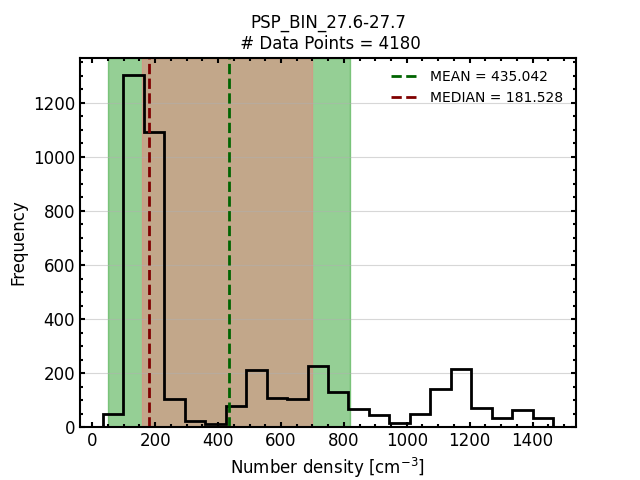 PSP_BIN_27.6-27.7
# Data Points = 4180
MEAN = 435.042
MEDIAN = 181.528
Frequency
1200
1000
800
600
400
200
0
0 200 400 600 800 1000 1200 1400
Number density [cm⁻³]